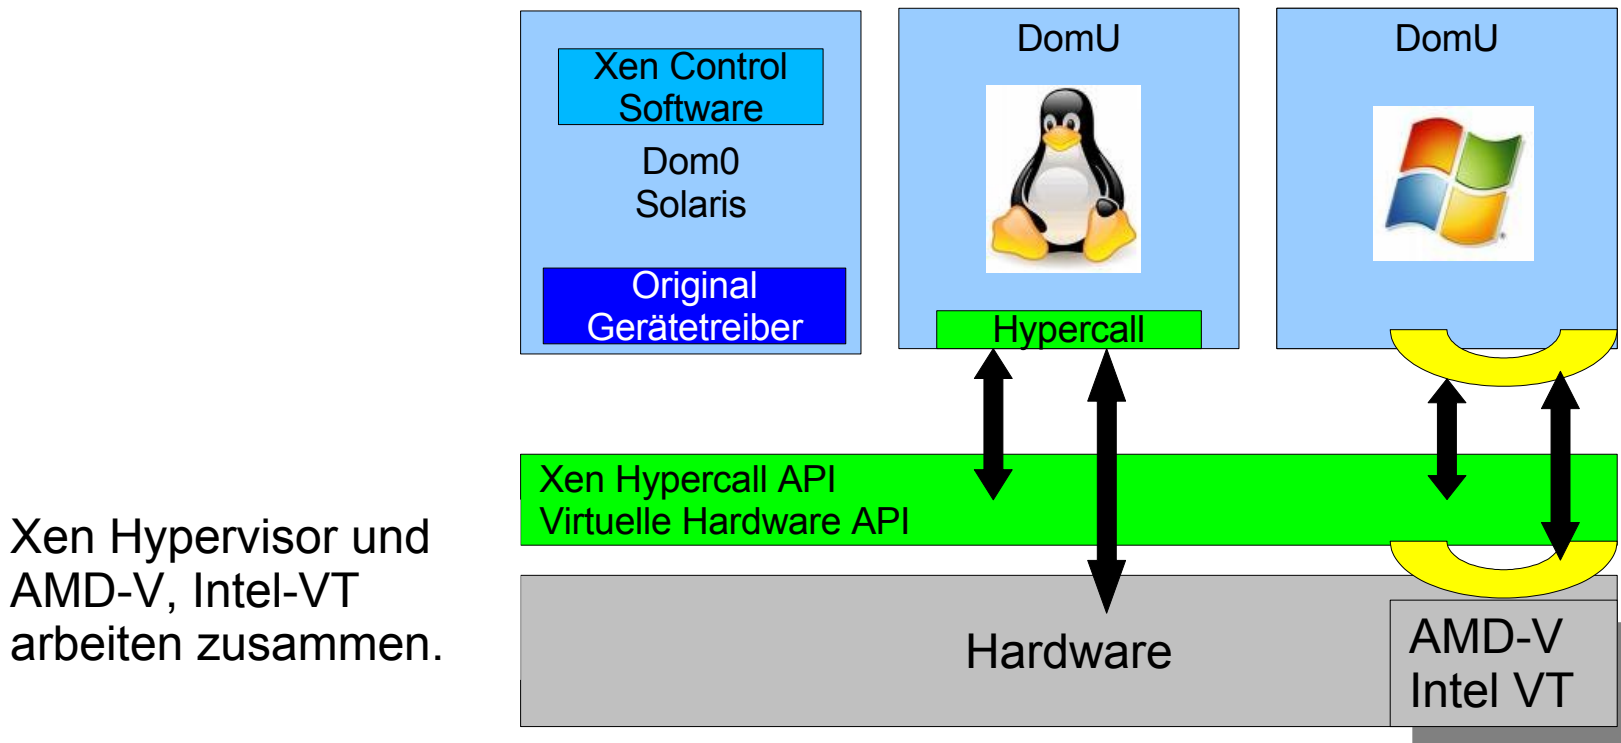 Xen Control
Software
Dom0
Solaris
Original
Gerätetreiber
DomU
Hypercall
DomU
Xen Hypercall API
Virtuelle Hardware API
Xen Hypervisor und
AMD-V, Intel-VT
arbeiten zusammen.
Hardware
AMD-V
Intel VT